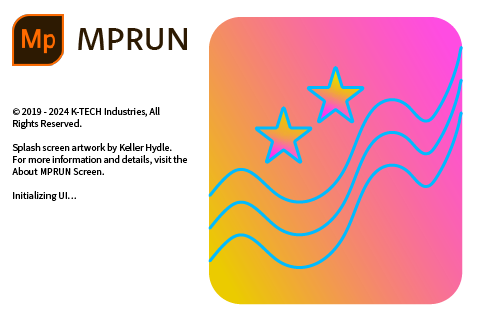 Mp MPRUN
© 2019 - 2024 K-TECH Industries, All
Rights Reserved.
Splash screen artwork by Keller Hydle.
For more information and details, visit the
About MPRUN Screen.
Initializing UI...